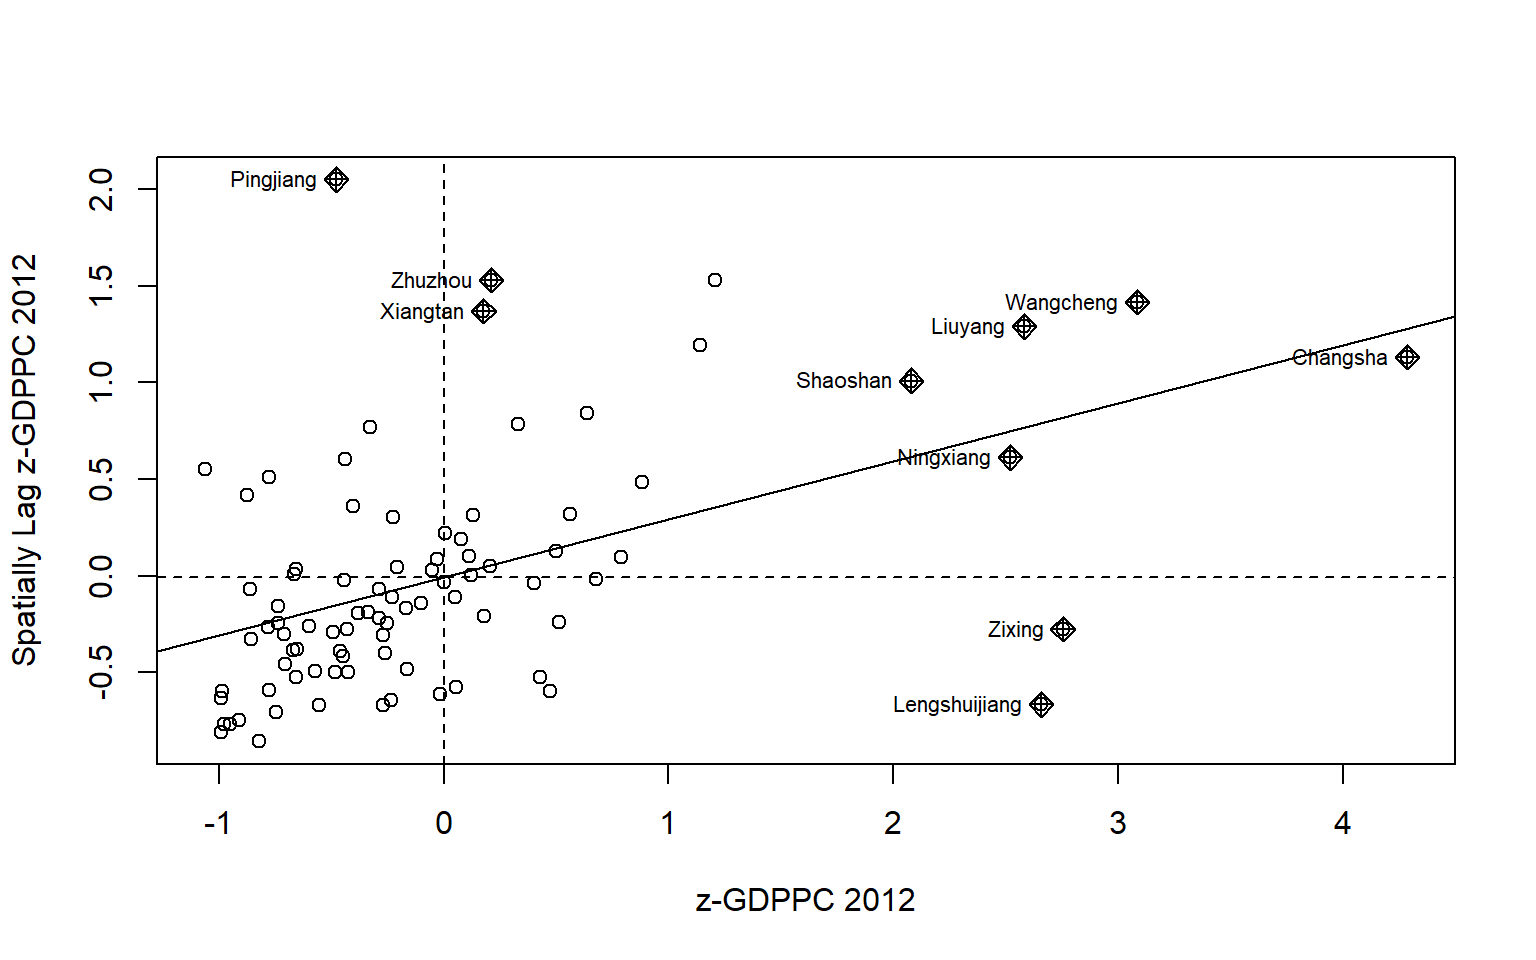 Pingjiang
Zhuzhou
Xiangtan
Wangcheng
Liuyang
Changsha
Shaoshan
Ningxiang
Zixing
Lengshuijiang
Spatially Lag z-GDPPC 2012
2.0
1.5
1.0
0.5
0.0
-0.5
-1 0 1 2 3 4
z-GDPPC 2012